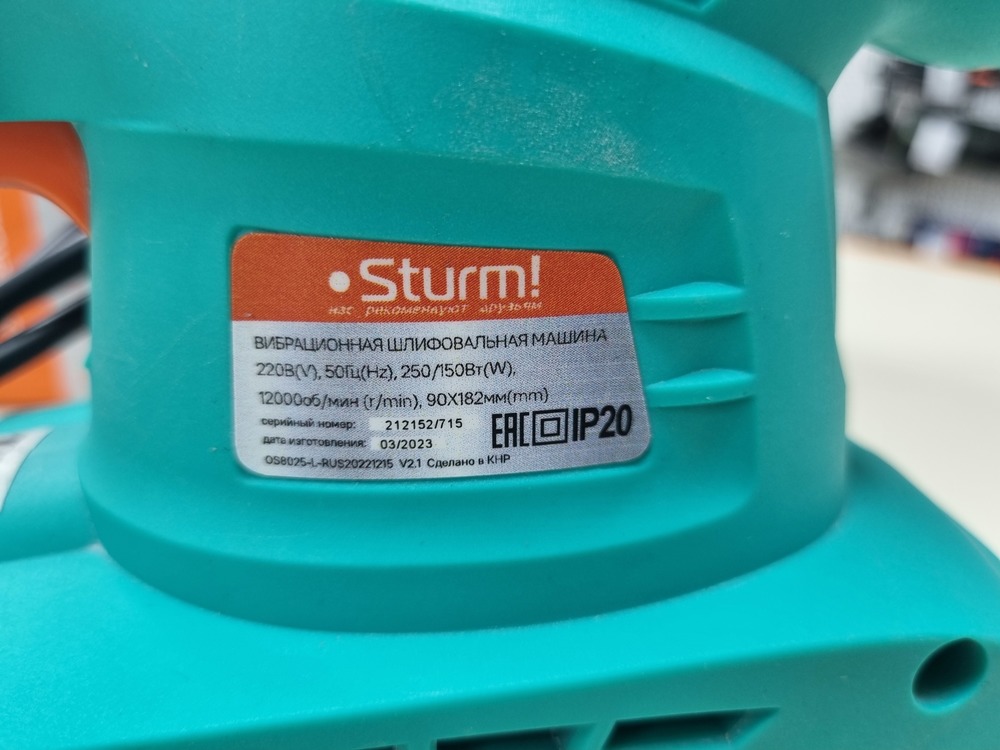 Sturm!
нас рекомендуют друзьям
ВИБРАЦИОННАЯ ШЛИФОВАЛЬНАЯ МАШИНА
220В(V), 50Гц(Hz), 250/150Вт(W),
12000об/мин (r/min), 90X182мм(mm)
серийный номер: 212152/715
дата изготовления: 03/2023
EAC IP20
OS8025-L-RUS20221215 V2.1 Сделано в КНР